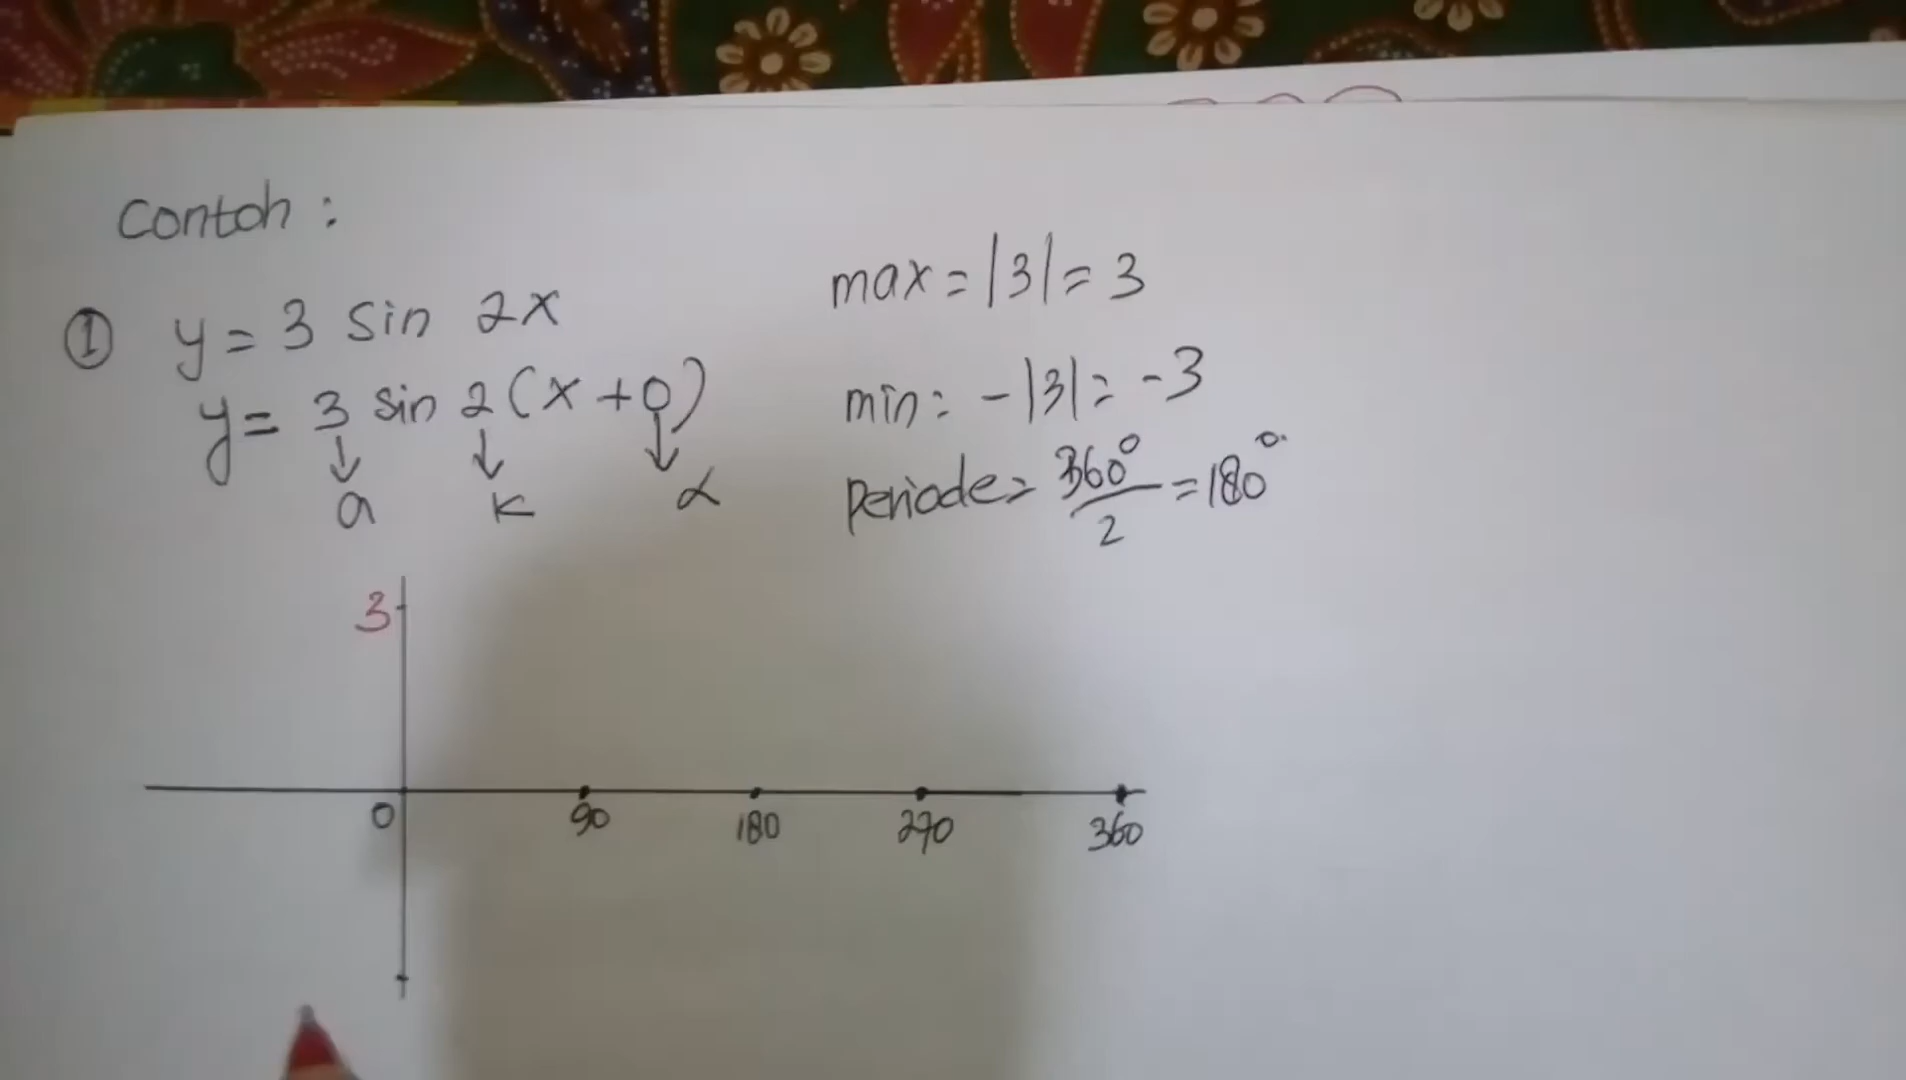 Contoh :
① y = 3 sin 2x
y = 3 sin 2(x + 0)
↓ ↓ ↓
a k α
max = |3| = 3
min = -|3| = -3
Periode = 360°/2 = 180°
3
0 90 180 270 360